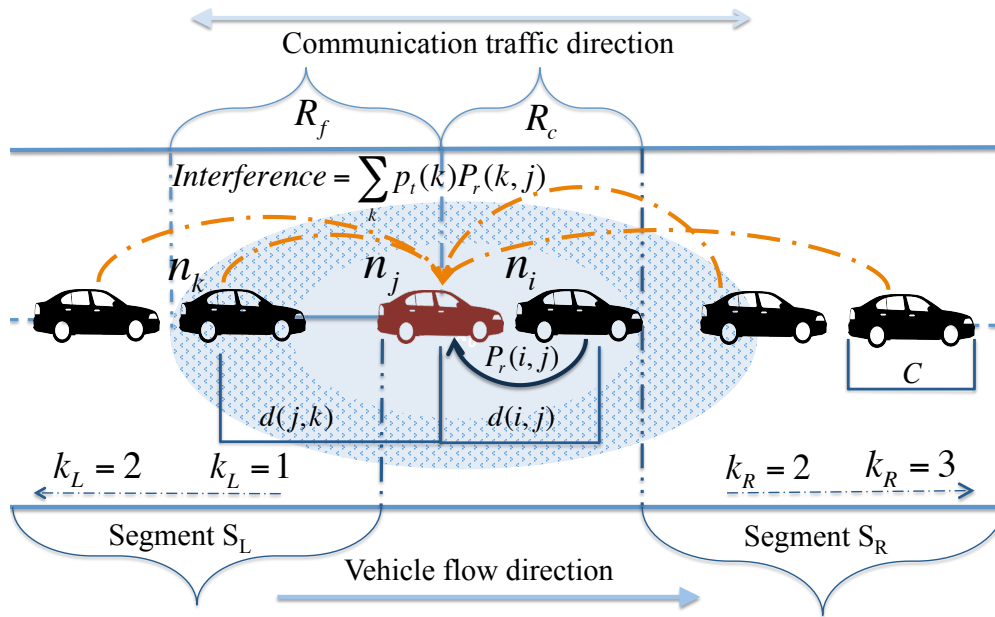 Communication traffic direction
R_f R_c
Interference = \sum_k p_t(k)P_r(k, j)
n_k n_j n_i
P_r(i, j)
C
d(j,k) d(i, j)
k_L = 2 k_L = 1 k_R = 2 k_R = 3
Segment S_L Segment S_R
Vehicle flow direction